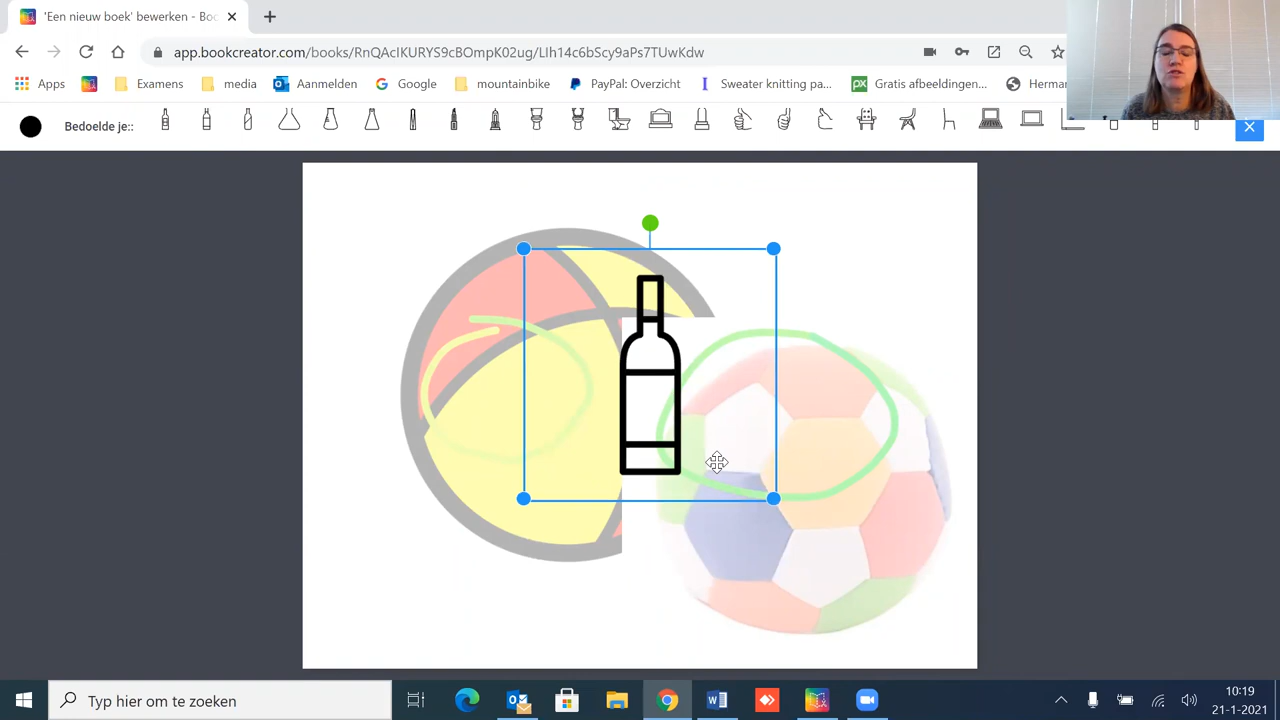 'Een nieuw boek' bewerken - Boo
app.bookcreator.com/books/RnQAcIKURYS9cBOmpK02ug/LIh14c6bScy9aPs7TUwKdw
Apps
Examens
media
Aanmelden
Google
mountainbike
PayPal: Overzicht
Sweater knitting pa...
Gratis afbeeldingen...
Herma
Bedoelde je::
Typ hier om te zoeken
10:19
21-1-2021